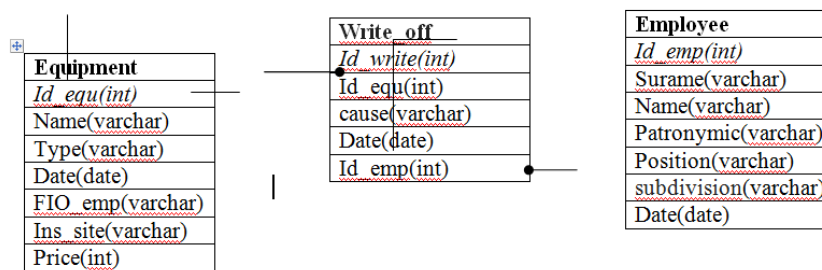 Equipment
Id_equ(int)
Name(varchar)
Type(varchar)
Date(date)
FIO_emp(varchar)
Ins_site(varchar)
Price(int)
Write_off
Id_write(int)
Id_equ(int)
cause(varchar)
Date(date)
Id_emp(int)
Employee
Id_emp(int)
Surame(varchar)
Name(varchar)
Patronymic(varchar)
Position(varchar)
subdivision(varchar)
Date(date)